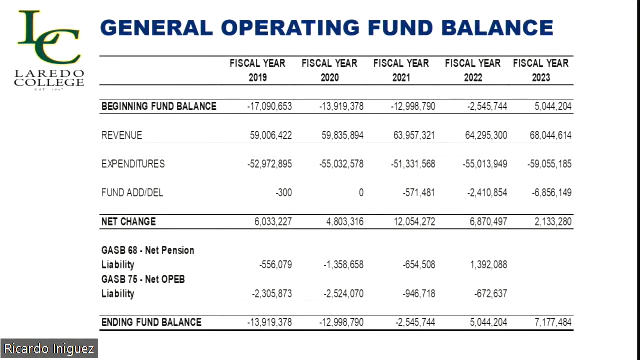 LC
LAREDO
COLLEGE
GENERAL OPERATING FUND BALANCE
FISCAL YEAR FISCAL YEAR FISCAL YEAR FISCAL YEAR FISCAL YEAR
2019 2020 2021 2022 2023
BEGINNING FUND BALANCE -17,090,653 -13,919,378 -12,998,790 -2,545,744 5,044,204
REVENUE 59,006,422 59,835,894 63,957,321 64,295,300 68,044,614
EXPENDITURES -52,972,895 -55,032,578 -51,331,568 -55,013,949 -59,055,185
FUND ADD/DEL -300 0 -571,481 -2,410,854 -6,856,149
NET CHANGE 6,033,227 4,803,316 12,054,272 6,870,497 2,133,280
GASB 68 - Net Pension
Liability -556,079 -1,358,658 -654,508 1,392,088
GASB 75 - Net OPEB
Liability -2,305,873 -2,524,070 -946,718 -672,637
ENDING FUND BALANCE -13,919,378 -12,998,790 -2,545,744 5,044,204 7,177,484
Ricardo Iniguez